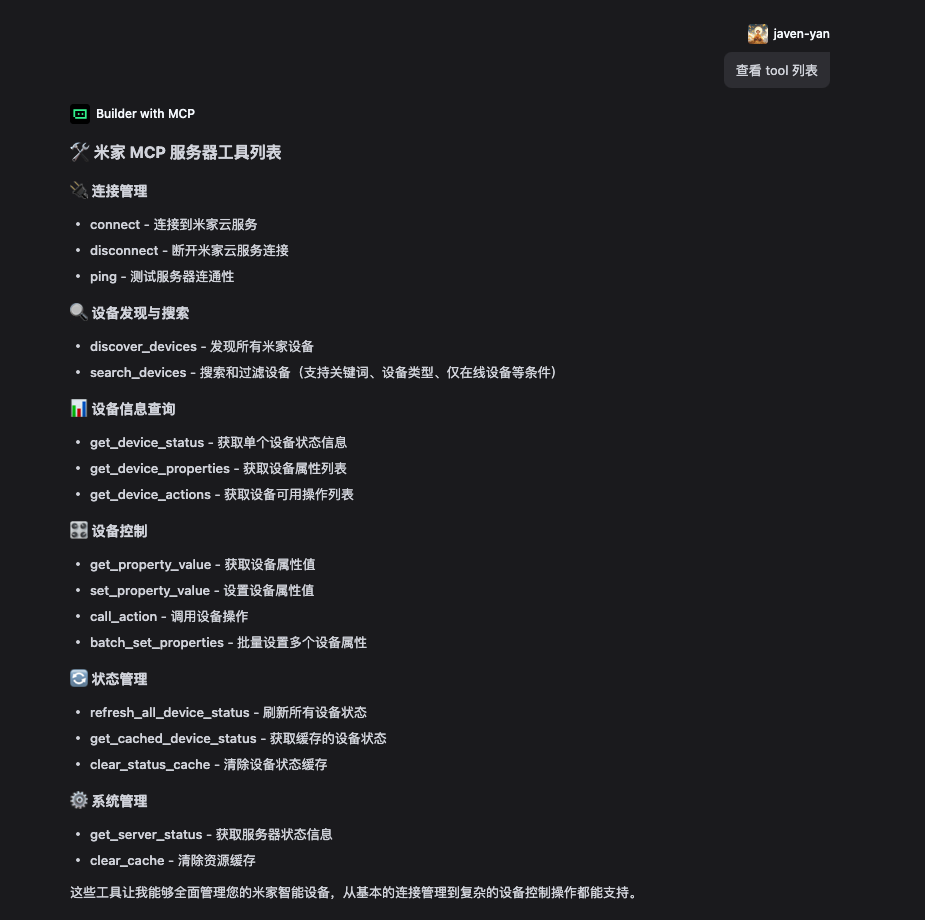 javen-yan
查看 tool 列表
Builder with MCP
🛠️ 米家 MCP 服务器工具列表
🔌 连接管理
• connect - 连接到米家云服务
• disconnect - 断开米家云服务连接
• ping - 测试服务器连通性
🔍 设备发现与搜索
• discover_devices - 发现所有米家设备
• search_devices - 搜索和过滤设备（支持关键词、设备类型、仅在线设备等条件）
📊 设备信息查询
• get_device_status - 获取单个设备状态信息
• get_device_properties - 获取设备属性列表
• get_device_actions - 获取设备可用操作列表
🎛️ 设备控制
• get_property_value - 获取设备属性值
• set_property_value - 设置设备属性值
• call_action - 调用设备操作
• batch_set_properties - 批量设置多个设备属性
🔄 状态管理
• refresh_all_device_status - 刷新所有设备状态
• get_cached_device_status - 获取缓存的设备状态
• clear_status_cache - 清除设备状态缓存
⚙️ 系统管理
• get_server_status - 获取服务器状态信息
• clear_cache - 清除资源缓存
这些工具让我能够全面管理您的米家智能设备，从基本的连接管理到复杂的设备控制操作都能支持。